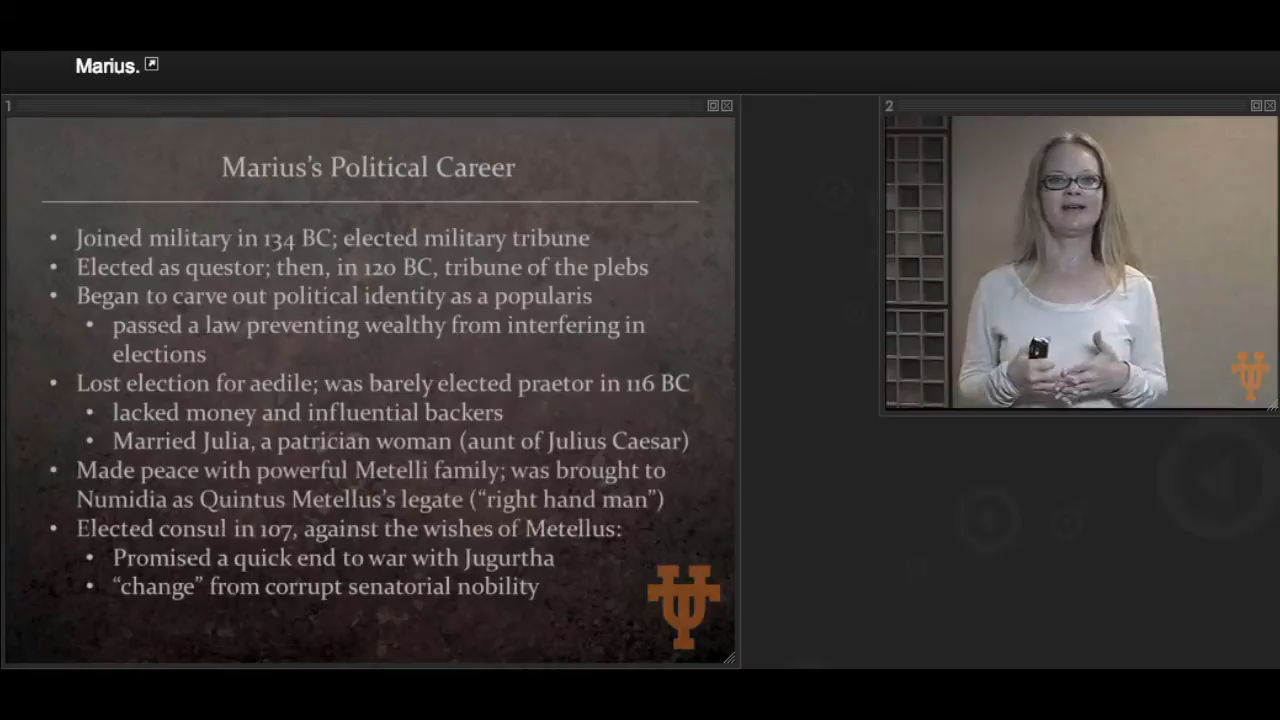 Marius.
1
2
Marius's Political Career
• Joined military in 134 BC; elected military tribune
• Elected as questor; then, in 120 BC, tribune of the plebs
• Began to carve out political identity as a popularis
• passed a law preventing wealthy from interfering in
elections
• Lost election for aedile; was barely elected praetor in 116 BC
• lacked money and influential backers
• Married Julia, a patrician woman (aunt of Julius Caesar)
• Made peace with powerful Metelli family; was brought to
Numidia as Quintus Metellus's legate ("right hand man")
• Elected consul in 107, against the wishes of Metellus:
• Promised a quick end to war with Jugurtha
• "change" from corrupt senatorial nobility
UT
UT